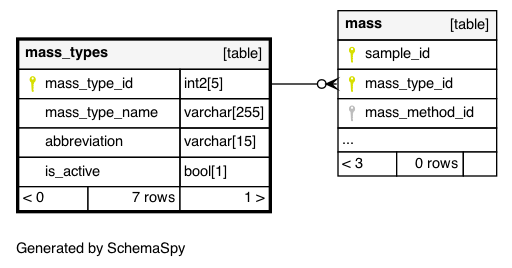 mass_types [table]
mass_type_id int2[5]
mass_type_name varchar[255]
abbreviation varchar[15]
is_active bool[1]
< 0 7 rows 1 >
mass [table]
sample_id
mass_type_id
mass_method_id
...
< 3 0 rows
Generated by SchemaSpy